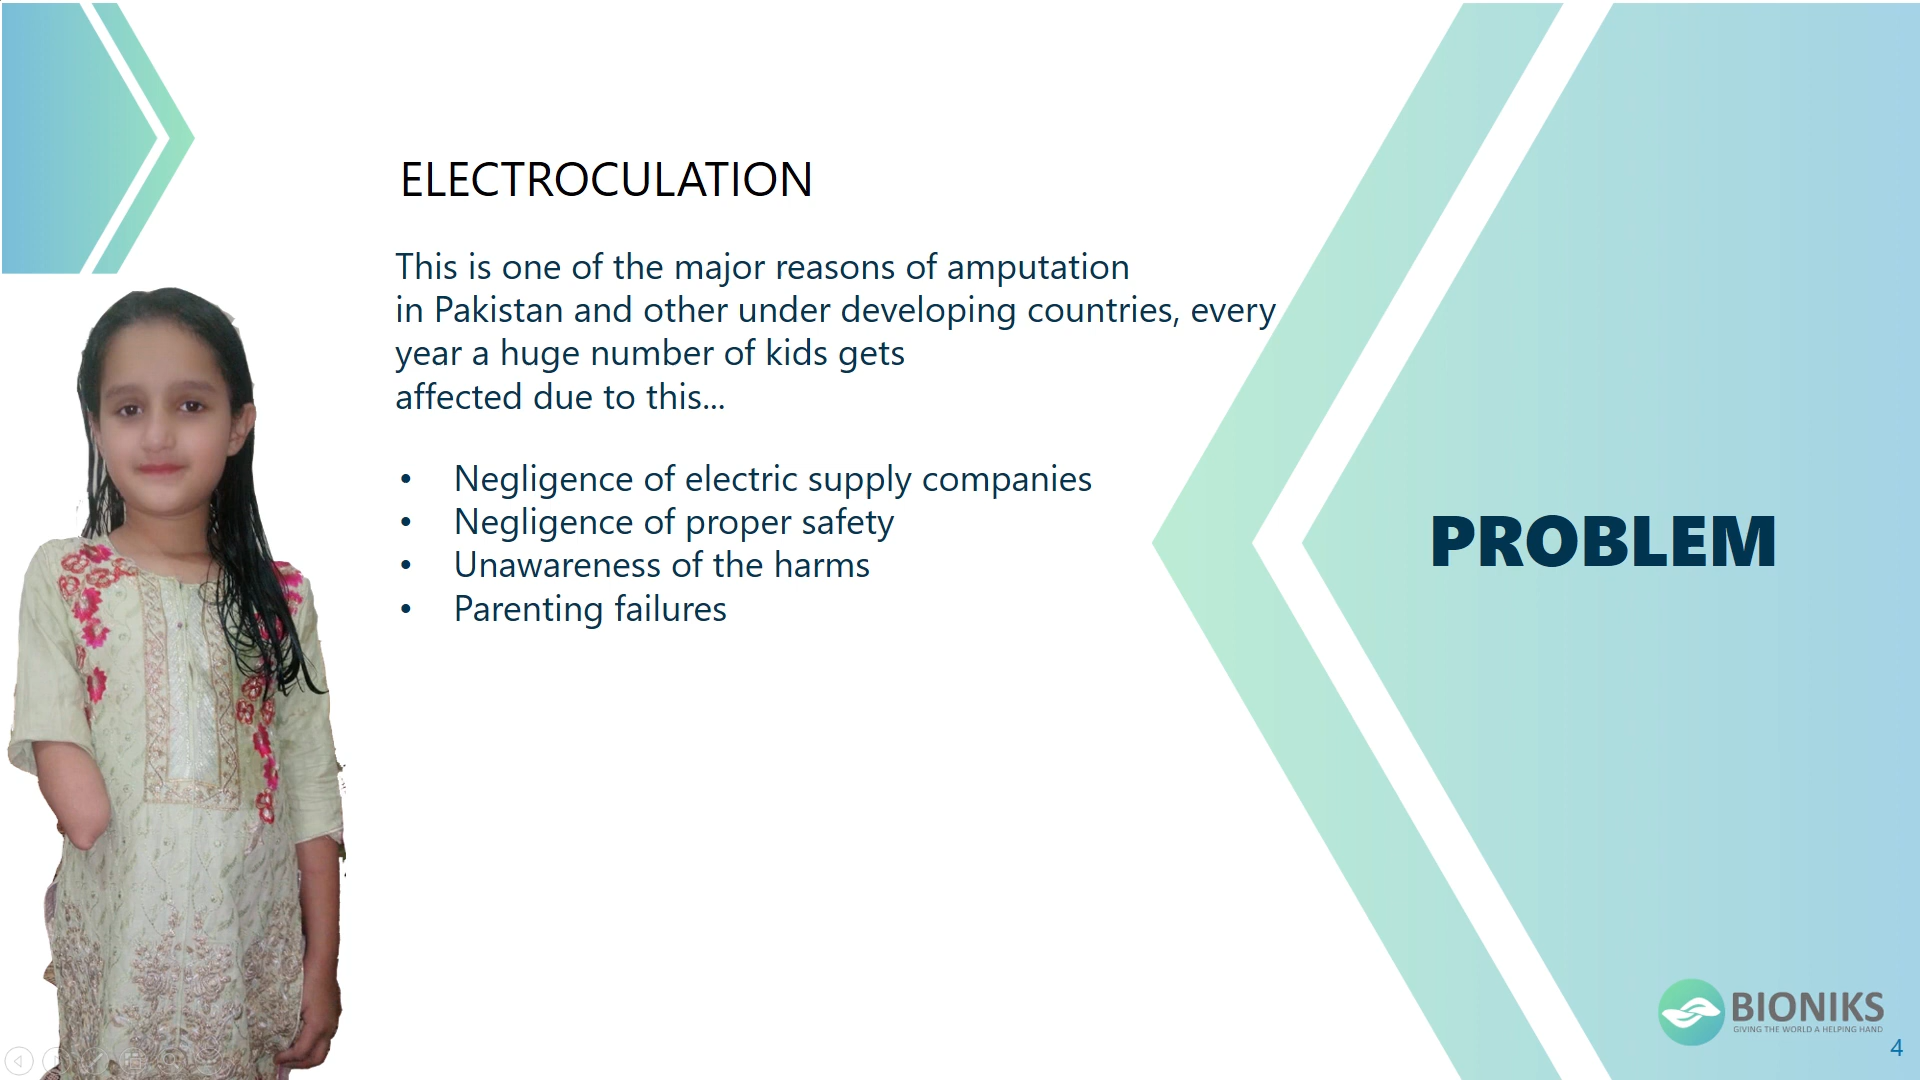 ELECTROCULATION
This is one of the major reasons of amputation
in Pakistan and other under developing countries, every
year a huge number of kids gets
affected due to this...
• Negligence of electric supply companies
• Negligence of proper safety
• Unawareness of the harms
• Parenting failures
PROBLEM
BIONIKS
GIVING THE WORLD A HELPING HAND
4